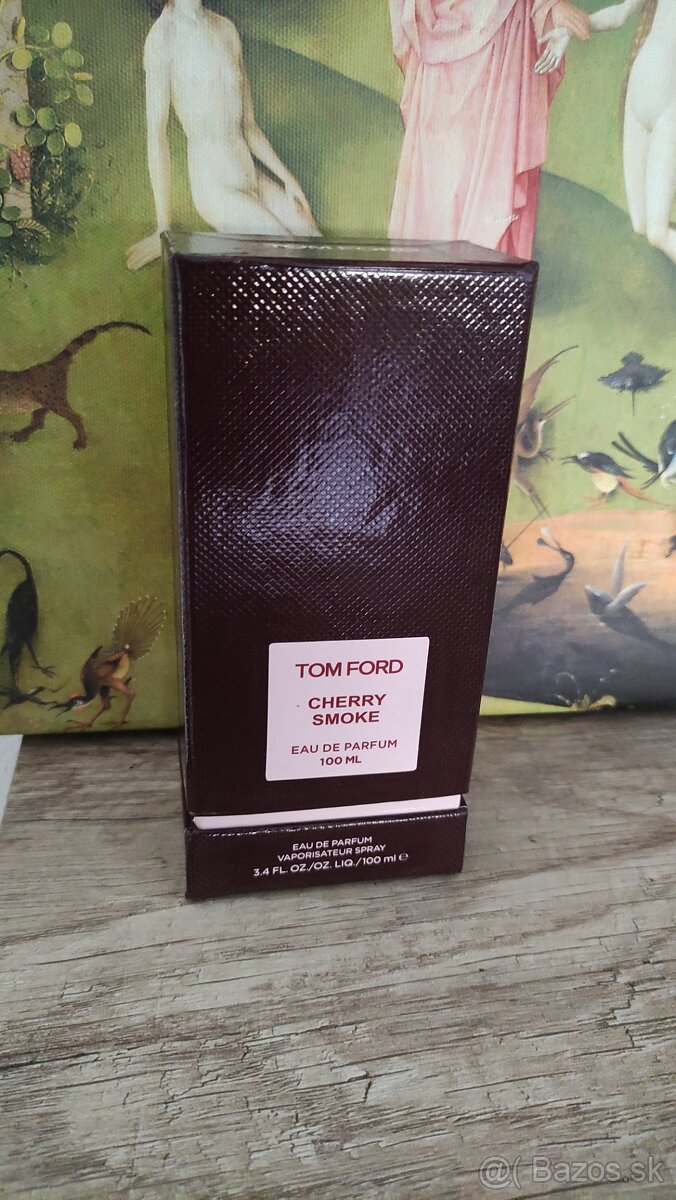 TOM FORD
CHERRY
SMOKE
EAU DE PARFUM
100 ML
EAU DE PARFUM
VAPORISATEUR SPRAY
3.4 FL. OZ./OZ. LIQ./100 ml ℮
@( Bazos.sk